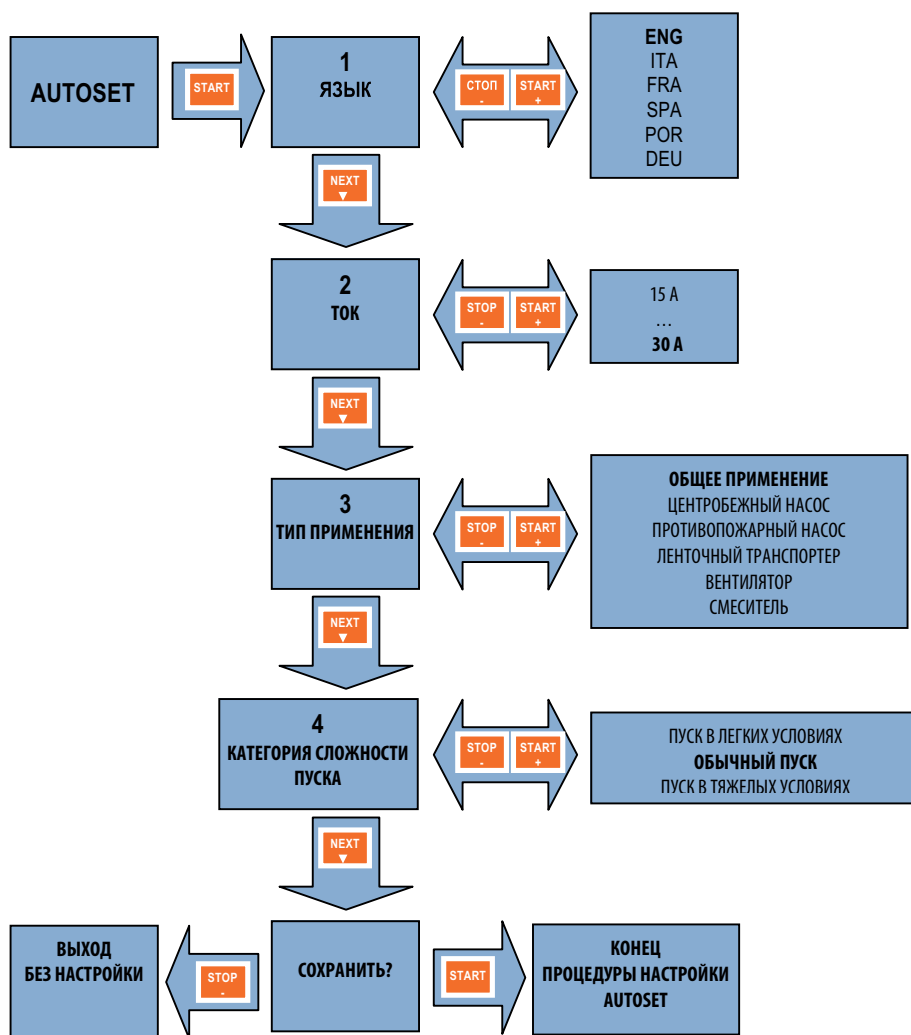 AUTOSET
START
1
ЯЗЫК
СТОП
-
START
+
ENG
ITA
FRA
SPA
POR
DEU
NEXT
▼
2
ТОК
STOP
-
START
+
15 A
...
30 A
NEXT
▼
3
ТИП ПРИМЕНЕНИЯ
STOP
-
START
+
ОБЩЕЕ ПРИМЕНЕНИЕ
ЦЕНТРОБЕЖНЫЙ НАСОС
ПРОТИВОПОЖАРНЫЙ НАСОС
ЛЕНТОЧНЫЙ ТРАНСПОРТЕР
ВЕНТИЛЯТОР
СМЕСИТЕЛЬ
NEXT
▼
4
КАТЕГОРИЯ СЛОЖНОСТИ
ПУСКА
STOP
-
START
+
ПУСК В ЛЕГКИХ УСЛОВИЯХ
ОБЫЧНЫЙ ПУСК
ПУСК В ТЯЖЕЛЫХ УСЛОВИЯХ
NEXT
▼
ВЫХОД
БЕЗ НАСТРОЙКИ
STOP
-
СОХРАНИТЬ?
START
КОНЕЦ
ПРОЦЕДУРЫ НАСТРОЙКИ
AUTOSET